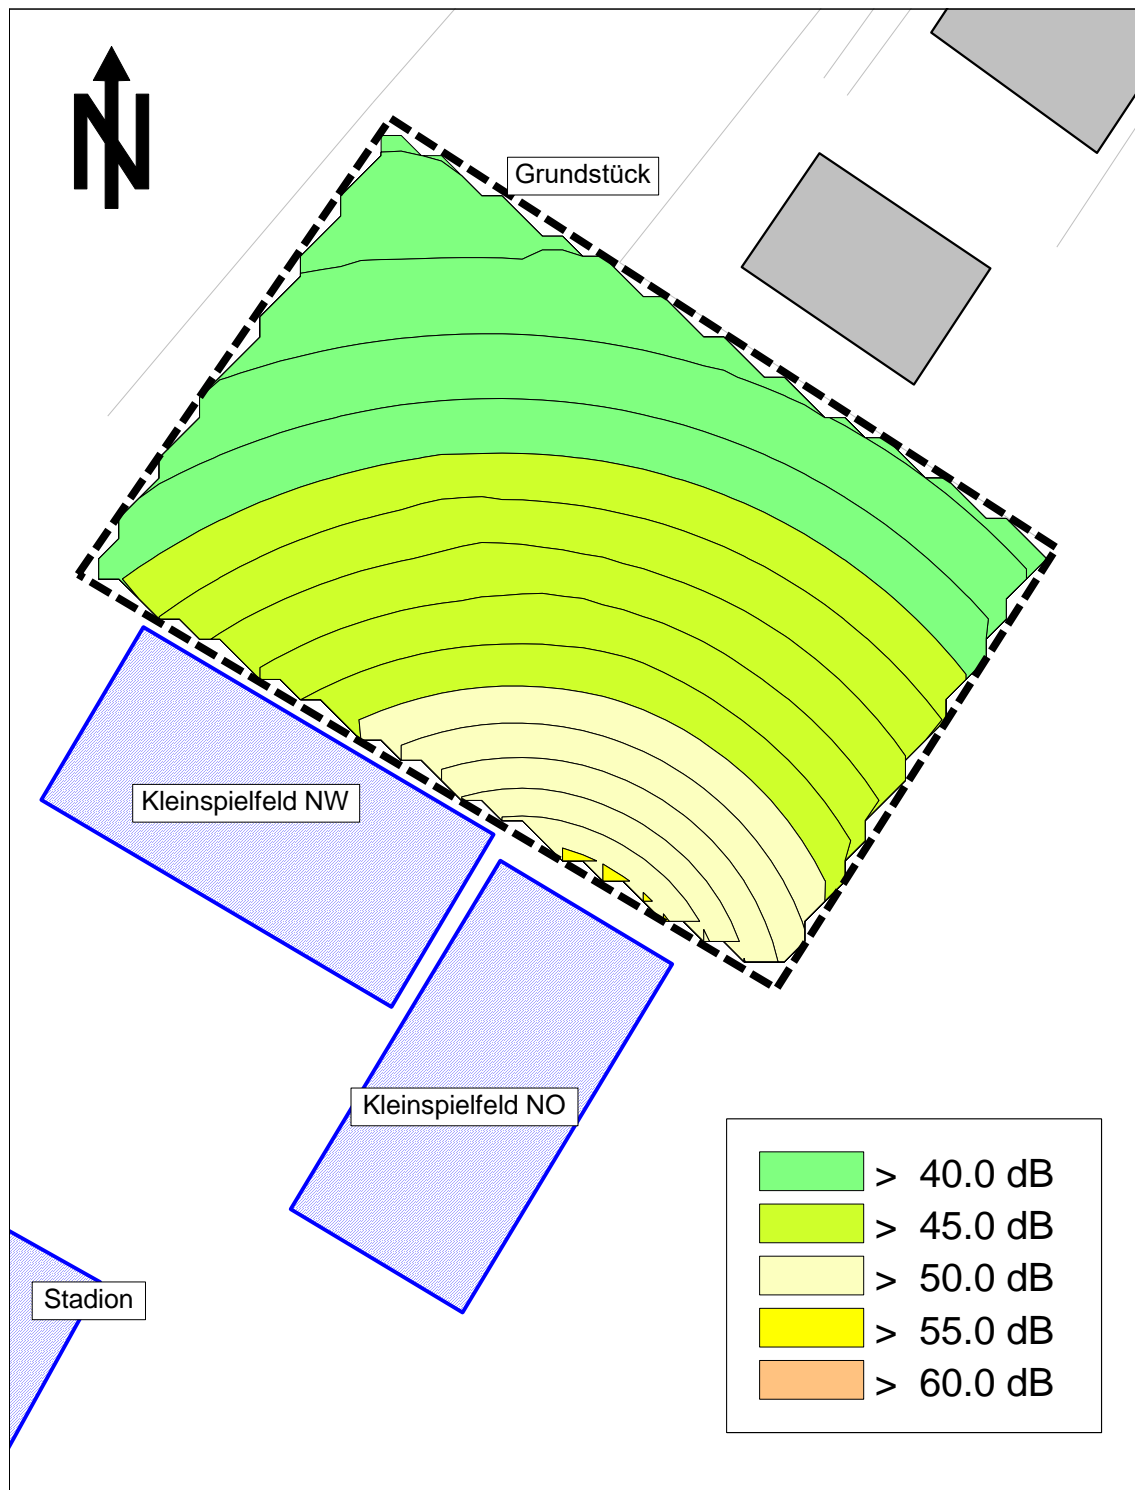 N
Grundstück
Kleinspielfeld NW
Kleinspielfeld NO
Stadion
> 40.0 dB
> 45.0 dB
> 50.0 dB
> 55.0 dB
> 60.0 dB